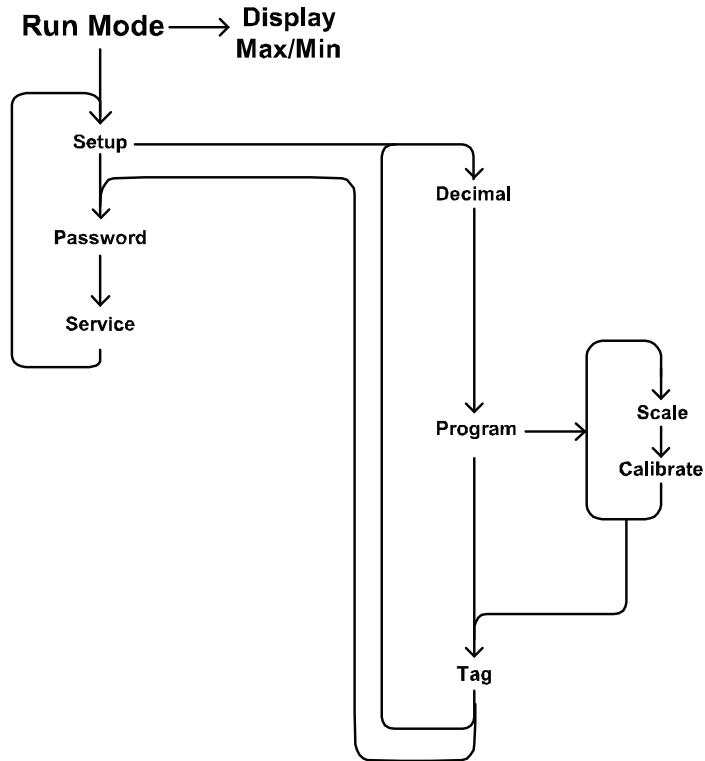 Run Mode
Display
Max/Min
Setup
Password
Service
Decimal
Program
Scale
Calibrate
Tag